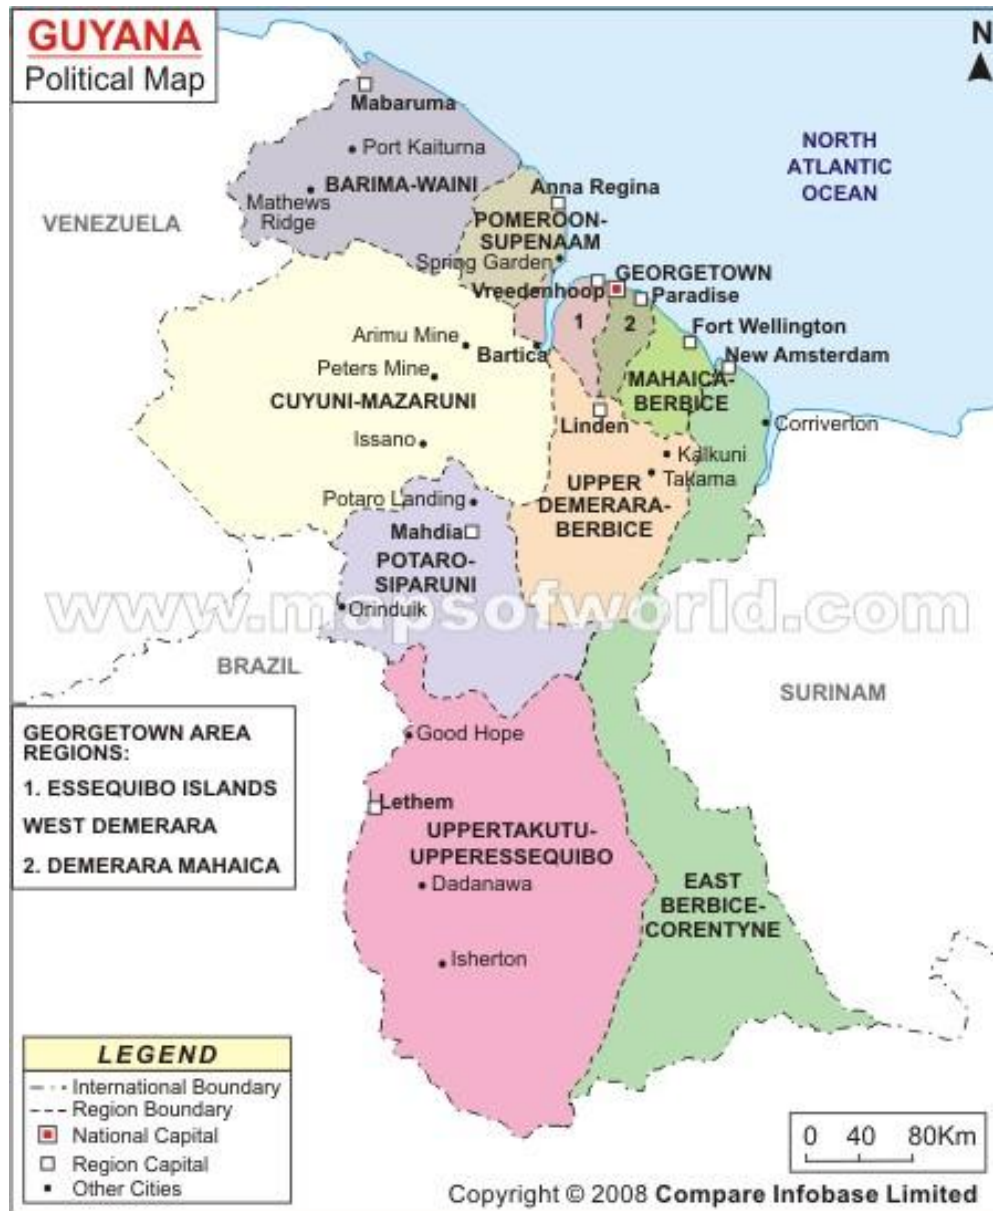 GUYANA
Political Map
N
Mabaruma
Port Kaiturna
BARIMA-WAINI
Mathews
Ridge
VENEZUELA
NORTH
ATLANTIC
OCEAN
Anna Regina
POMEROON-
SUPENAAM
Spring Garden
GEORGETOWN
Vreedenhoop
Paradise
1
2
Fort Wellington
Arimu Mine
Bartica
New Amsterdam
Peters Mine
MAHAICA-
BERBICE
CUYUNI-MAZARUNI
Linden
Corriverton
Issano
Kalkuni
Takama
UPPER
DEMERARA-
BERBICE
Potaro Landing
Mahdia
POTARO-
SIPARUNI
www.mapsofworld.com
Orinduik
BRAZIL
SURINAM
GEORGETOWN AREA
REGIONS:
1. ESSEQUIBO ISLANDS
WEST DEMERARA
2. DEMERARA MAHAICA
Good Hope
Lethem
UPPERTAKUTU-
UPPERESSEQUIBO
Dadanawa
EAST
BERBICE-
CORENTYNE
Isherton
LEGEND
International Boundary
Region Boundary
National Capital
Region Capital
Other Cities
0 40 80Km
Copyright © 2008 Compare Infobase Limited